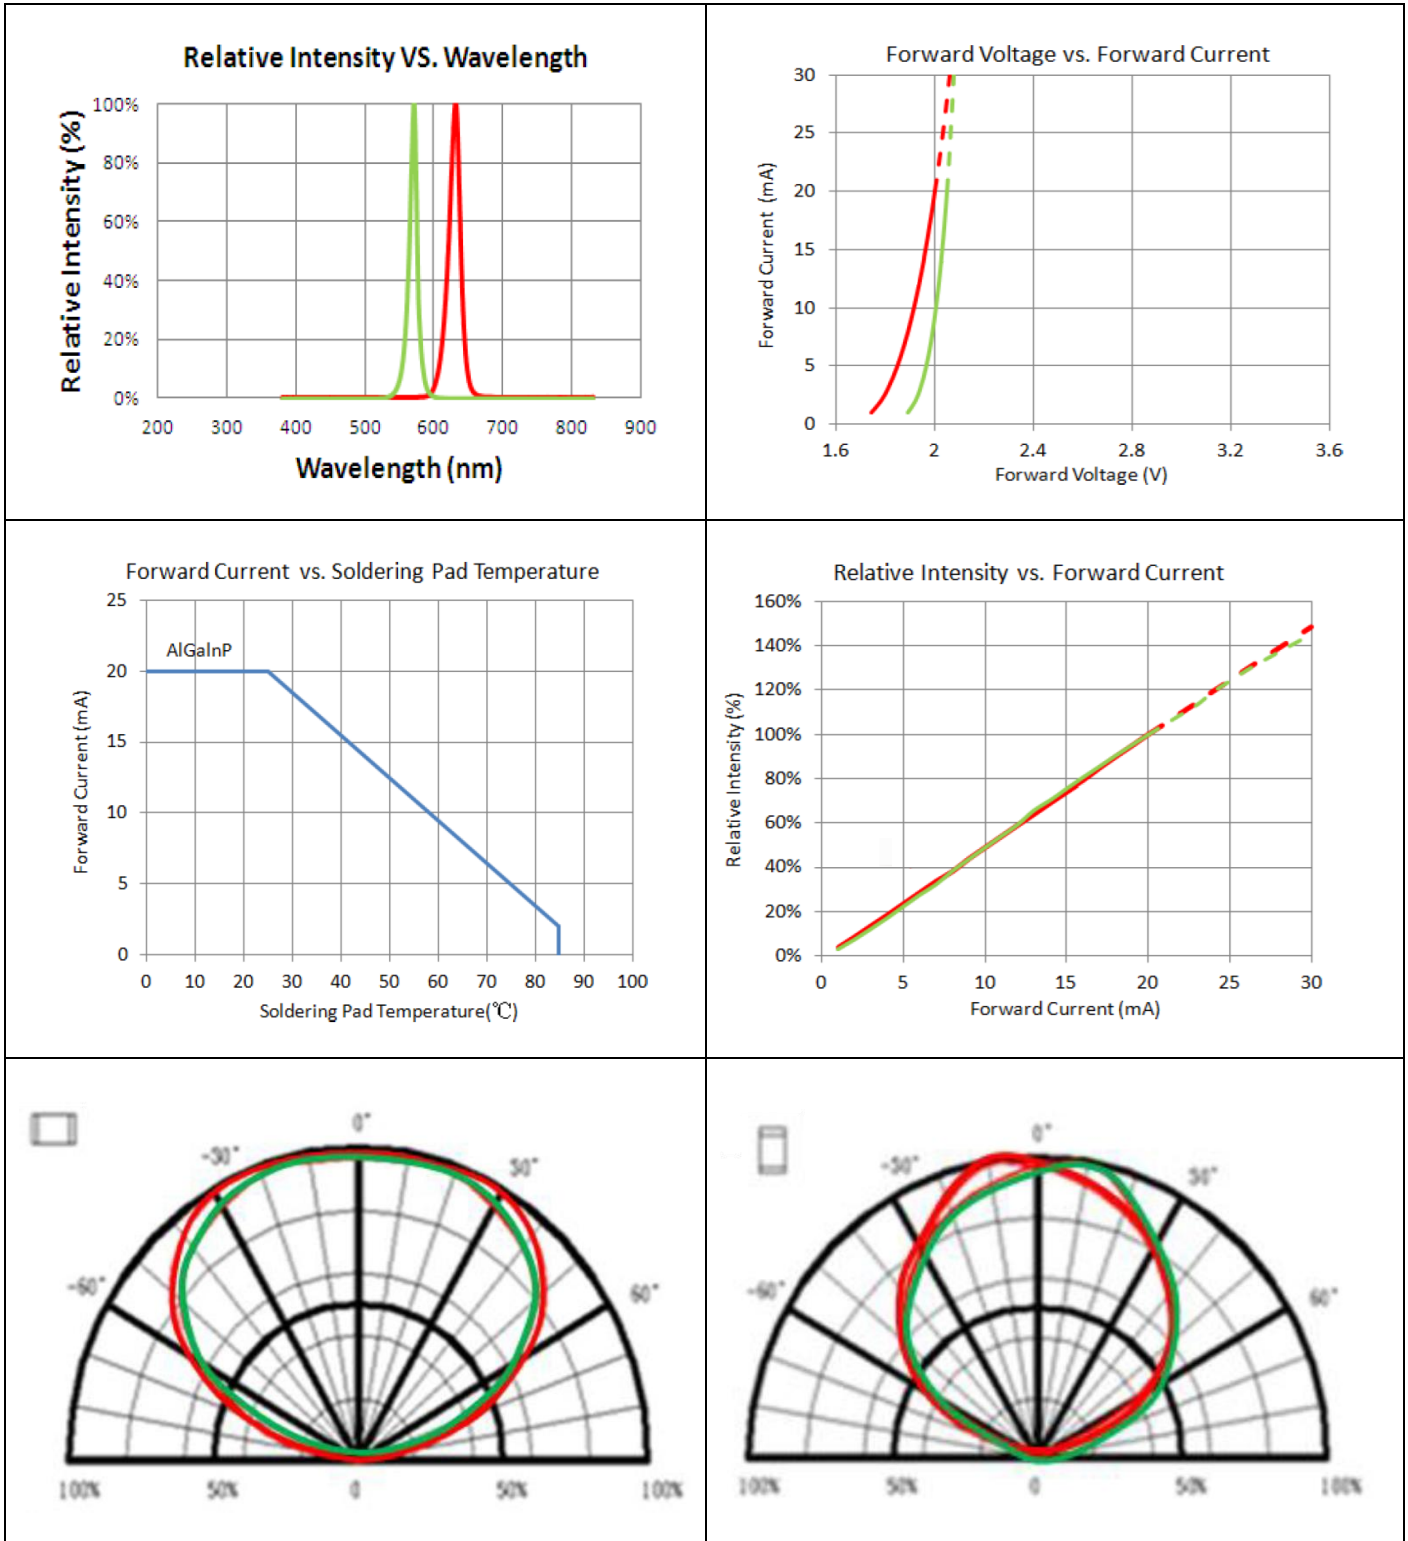 Relative Intensity VS. Wavelength
Relative Intensity (%)
100%
80%
60%
40%
20%
0%
200 300 400 500 600 700 800 900
Wavelength (nm)
Forward Voltage vs. Forward Current
Forward Current (mA)
30
25
20
15
10
5
0
1.6 2 2.4 2.8 3.2 3.6
Forward Voltage (V)
Forward Current vs. Soldering Pad Temperature
Forward Current (mA)
25
20
15
10
5
0
AlGaInP
0 10 20 30 40 50 60 70 80 90 100
Soldering Pad Temperature(℃)
Relative Intensity vs. Forward Current
Relative Intensity (%)
160%
140%
120%
100%
80%
60%
40%
20%
0%
0 5 10 15 20 25 30
Forward Current (mA)
0°
-30° 30°
-60° 60°
100% 50% 0 50% 100%
0°
-30° 30°
-60° 60°
100% 50% 0 50% 100%